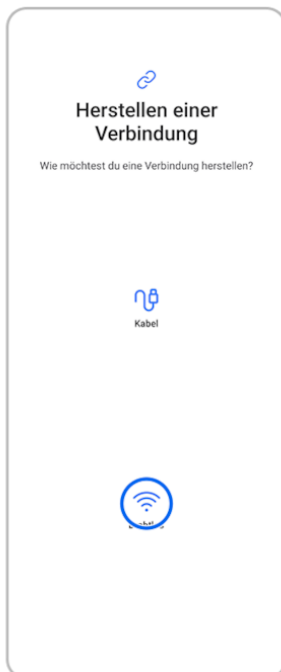 Herstellen einer
Verbindung
Wie möchtest du eine Verbindung herstellen?
Kabel